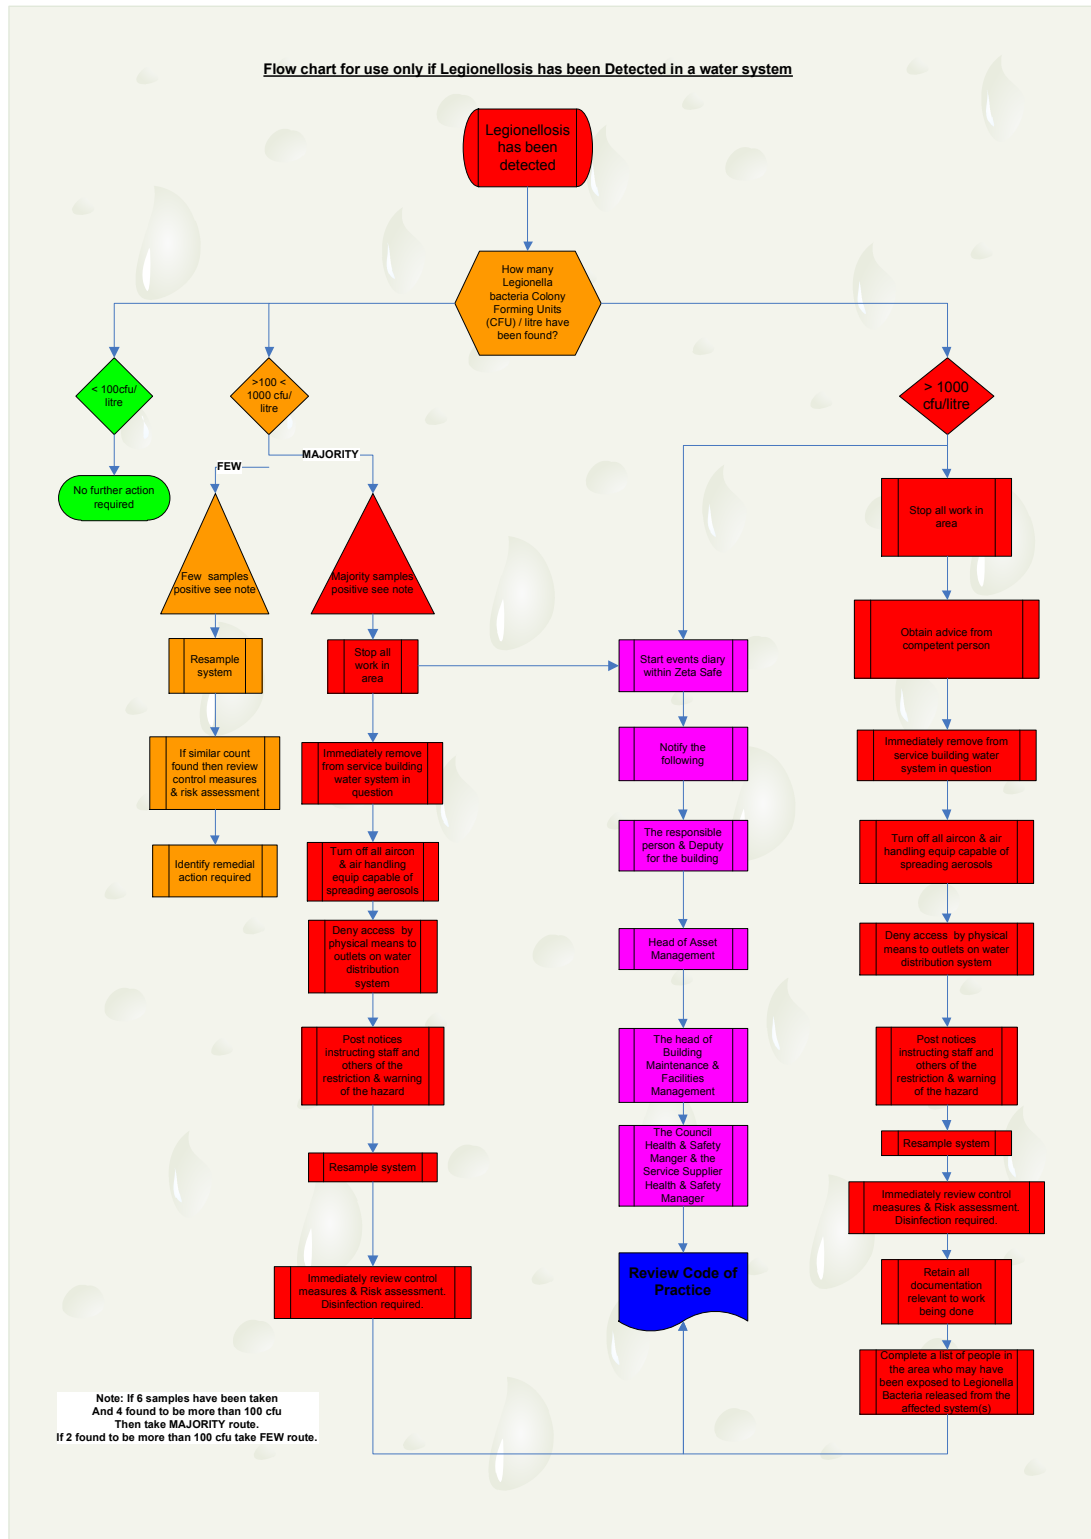 Flow chart for use only if Legionellosis has been Detected in a water system
Legionellosis
has been
detected
How many
Legionella
bacteria Colony
Forming Units
(CFU) / litre have
been found?
< 100cfu/
litre
>100 <
1000 cfu/
litre
> 1000
cfu/litre
FEW
MAJORITY
No further action
required
Few samples
positive see note
Resample
system
If similar count
found then review
control measures
& risk assessment
Identify remedial
action required
Majority samples
positive see note
Stop all
work in
area
Immediately remove
from service building
water system in
question
Turn off all aircon
& air handling
equip capable of
spreading aerosols
Deny access by
physical means to
outlets on water
distribution
system
Post notices
instructing staff and
others of the
restriction & warning
of the hazard
Resample system
Immediately review control
measures & Risk assessment.
Disinfection required.
Start events diary
within Zeta Safe
Notify the
following
The responsible
person & Deputy
for the building
Head of Asset
Management
The head of
Building
Maintenance &
Facilities
Management
The Council
Health & Safety
Manger & the
Service Supplier
Health & Safety
Manager
Review Code of
Practice
Stop all work in
area
Obtain advice from
competent person
Immediately remove from
service building water
system in question
Turn off all aircon & air
handling equip capable of
spreading aerosols
Deny access by physical
means to outlets on water
distribution system
Post notices
instructing staff and
others of the
restriction & warning
of the hazard
Resample system
Immediately review control
measures & Risk assessment.
Disinfection required.
Retain all
documentation
relevant to work
being done
Complete a list of people in
the area who may have
been exposed to Legionella
Bacteria released from the
affected system(s)
Note: If 6 samples have been taken
And 4 found to be more than 100 cfu
Then take MAJORITY route.
If 2 found to be more than 100 cfu take FEW route.